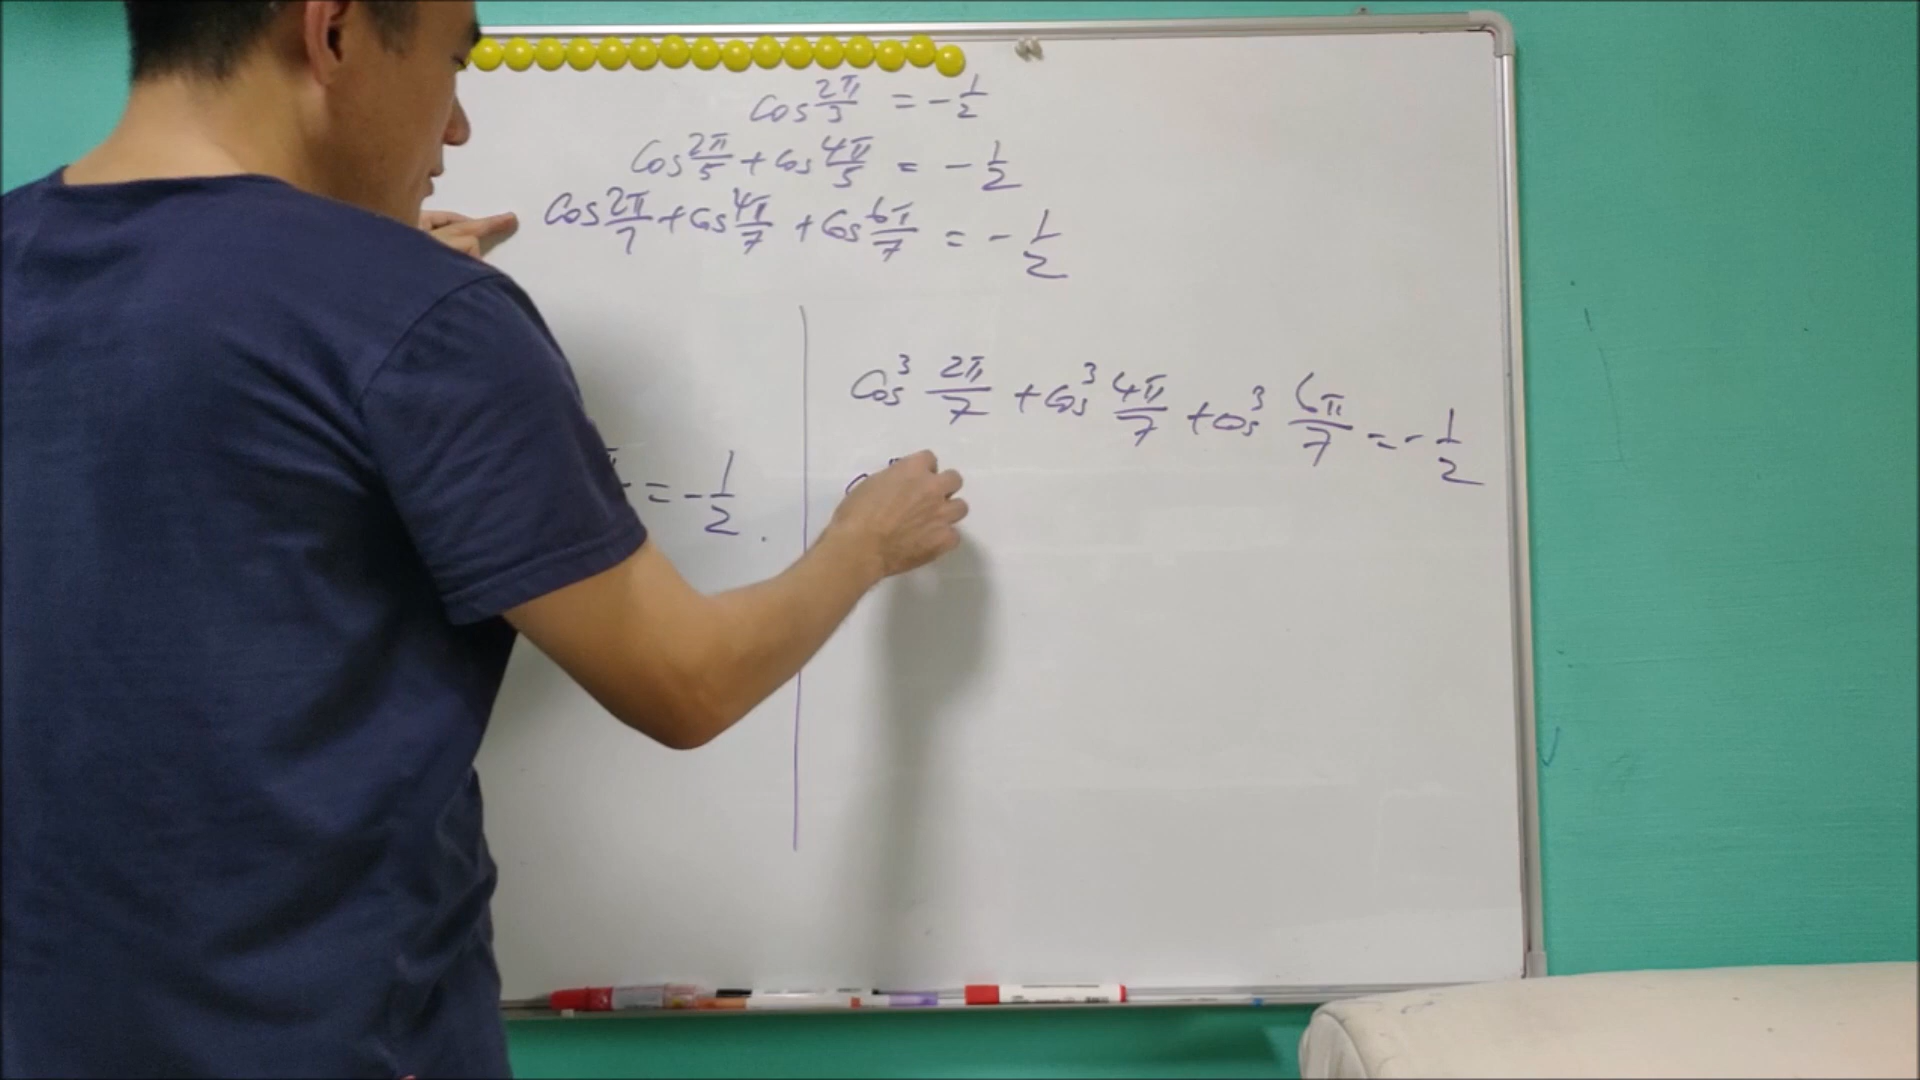 cos 2π/3 = -1/2
cos 2π/5 + cos 4π/5 = -1/2
cos 2π/7 + cos 4π/7 + cos 6π/7 = -1/2
cos³ 2π/7 + cos³ 4π/7 + cos³ 6π/7 = -1/2
= -1/2.